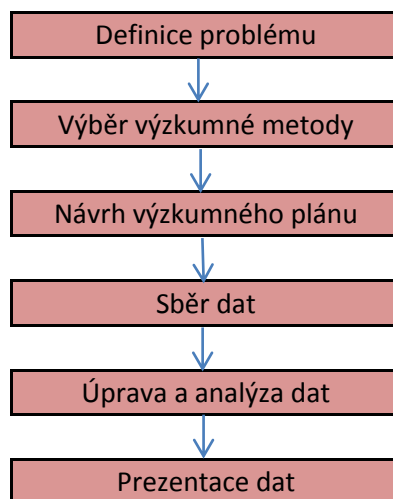 Definice problému
Výběr výzkumné metody
Návrh výzkumného plánu
Sběr dat
Úprava a analýza dat
Prezentace dat